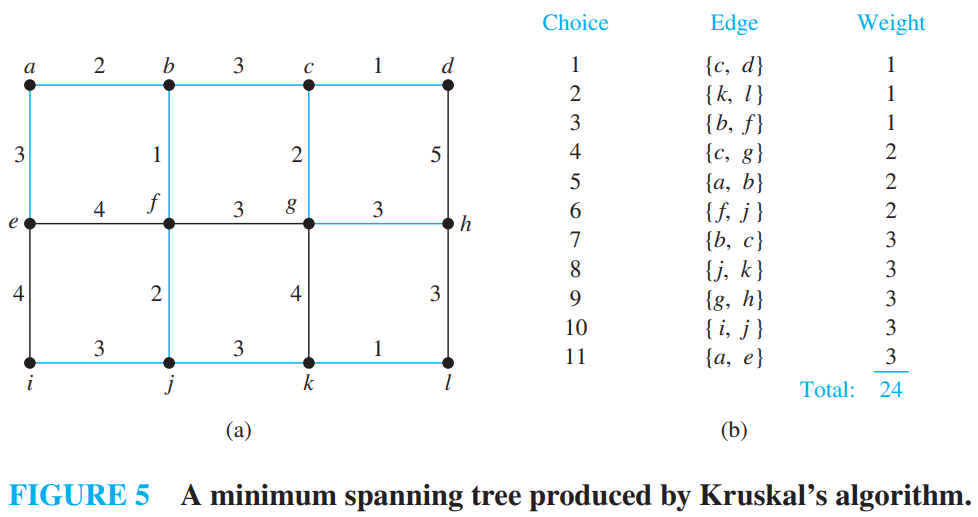 a 2 b 3 c 1 d
3 1 2 5
e 4 f 3 g 3 h
4 2 4 3
i 3 j 3 k 1 l
(a)
Choice Edge Weight
1 {c, d} 1
2 {k, l} 1
3 {b, f} 1
4 {c, g} 2
5 {a, b} 2
6 {f, j} 2
7 {b, c} 3
8 {j, k} 3
9 {g, h} 3
10 {i, j} 3
11 {a, e} 3
Total: 24
(b)
FIGURE 5 A minimum spanning tree produced by Kruskal’s algorithm.